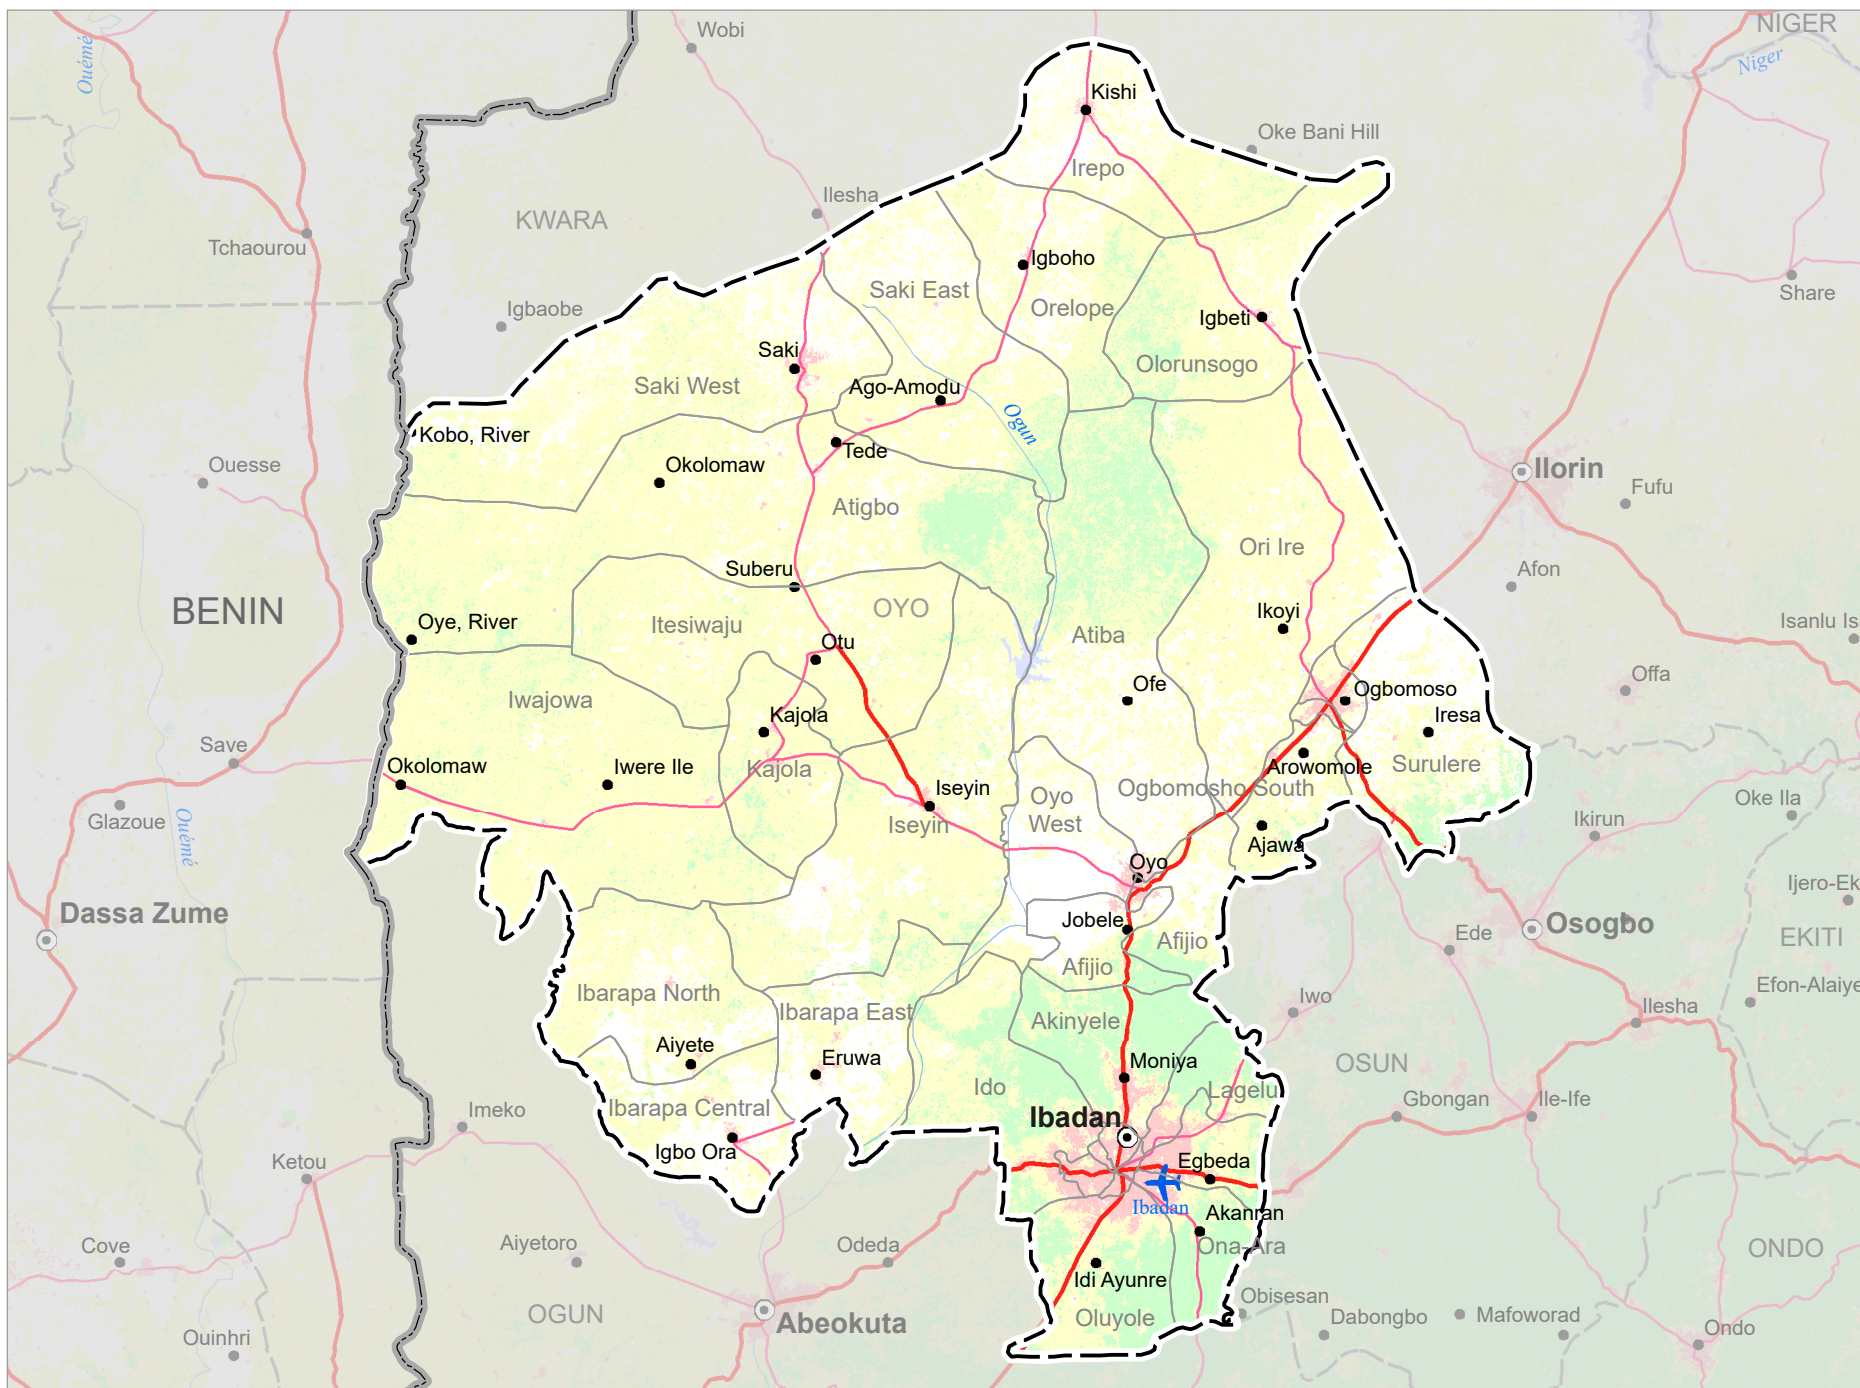 NIGER
Wobi
Ouémé
Niger
Kishi
Oke Bani Hill
Irepo
Ilesha
KWARA
Tchaourou
Igboho
Saki East
Share
Igbaobe
Orelope
Igbeti
Saki
Olorunsogo
Saki West
Ago-Amodu
Ogun
Kobo, River
Tede
Ouesse
Okolomaw
Ilorin
Fufu
Atigbo
Ori Ire
Suberu
Afon
BENIN
OYO
Ikoyi
Oye, River
Itesiwaju
Isanlu Is
Otu
Atiba
Offa
Iwajowa
Ofe
Ogbomoso
Kajola
Iresa
Save
Okolomaw
Iwere Ile
Kajola
Arowomole
Surulere
Iseyin
Ogbomosho South
Oyo
West
Oke Ila
Glazoue
Ouémé
Iseyin
Ikirun
Ajawa
Oyo
Ijero-Ek
Dassa Zume
Jobele
Afijio
Ede
Osogbo
EKITI
Afijio
Ibarapa North
Ibarapa East
Iwo
Efon-Alaiye
Akinyele
Ilesha
Aiyete
Eruwa
Moniya
OSUN
Ido
Lagelu
Imeko
Ibarapa Central
Ibadan
Gbongan
Ile-Ife
Igbo Ora
Ketou
Egbeda
Ibadan
Akanran
Cove
Aiyetoro
Odeda
Ona-Ara
ONDO
Idi Ayunre
Obisesan
OGUN
Abeokuta
Oluyole
Dabongbo
Mafoworad
Ouinhri
Ondo